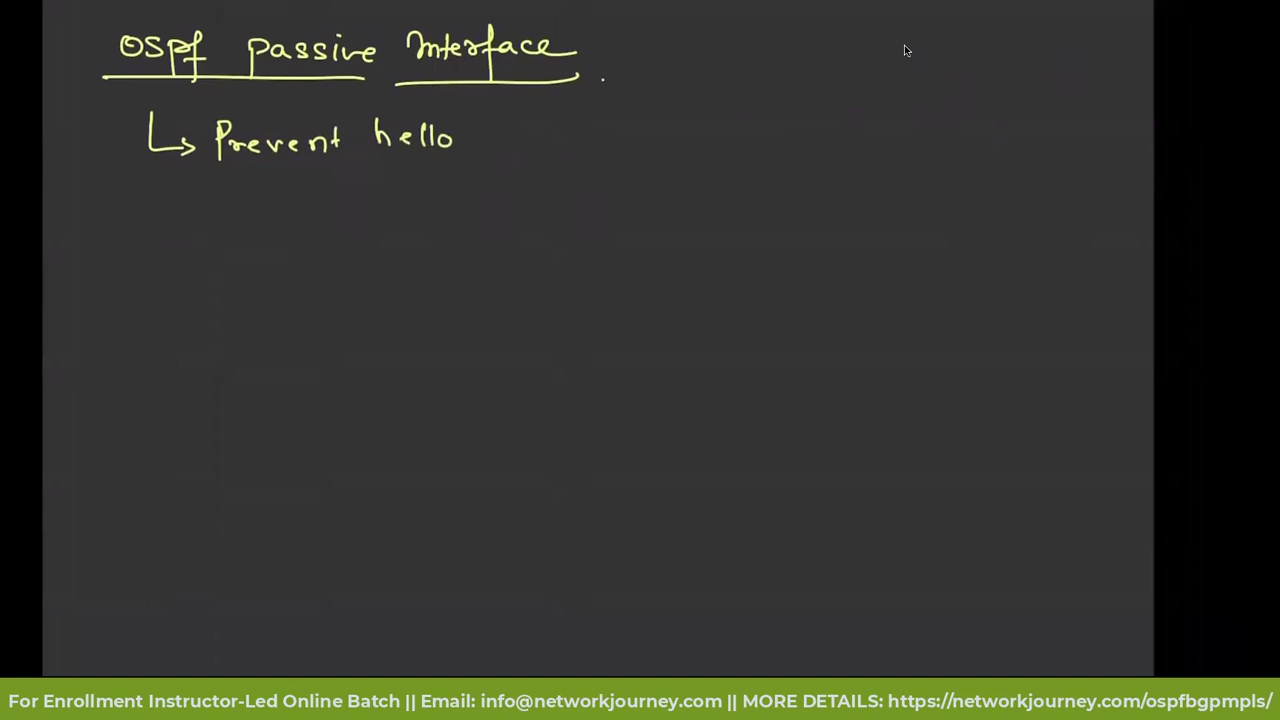 OSPF passive Interface
Prevent hello
For Enrollment Instructor-Led Online Batch || Email: info@networkjourney.com || MORE DETAILS: https://networkjourney.com/ospfbgpmpls/